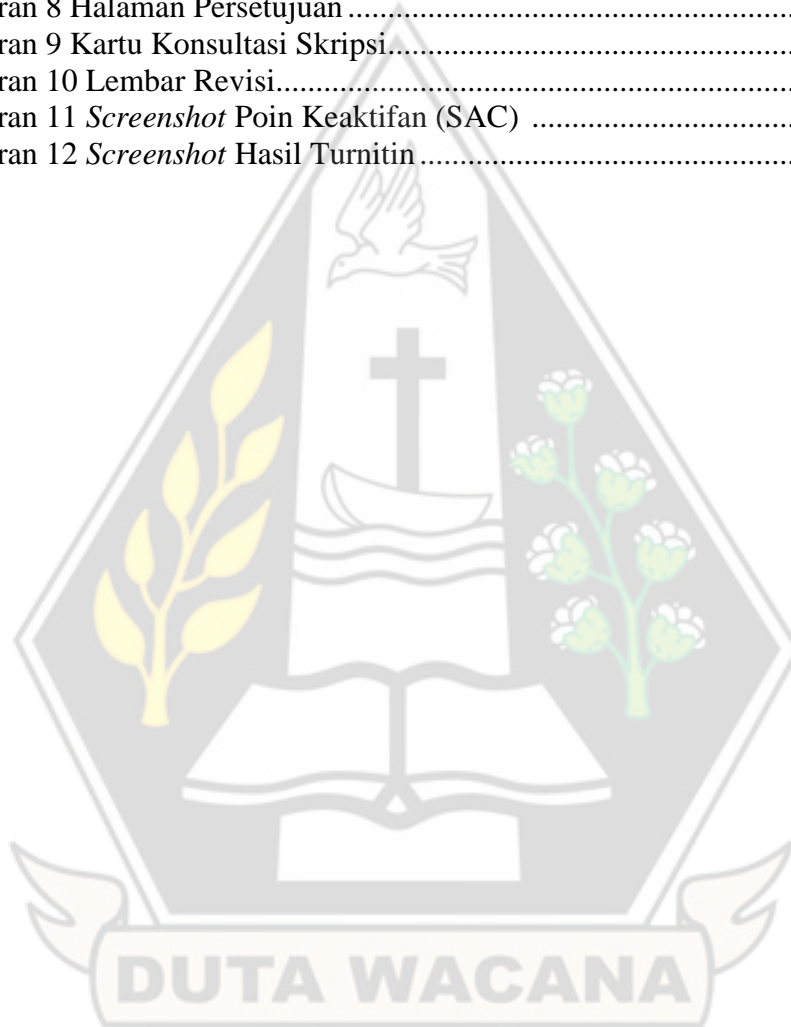 ran 8 Halaman Persetujuan ......................................................
ran 9 Kartu Konsultasi Skripsi..................................................
ran 10 Lembar Revisi..............................................................
ran 11 Screenshot Poin Keaktifan (SAC) ................................
ran 12 Screenshot Hasil Turnitin..............................................
DUTA WACANA